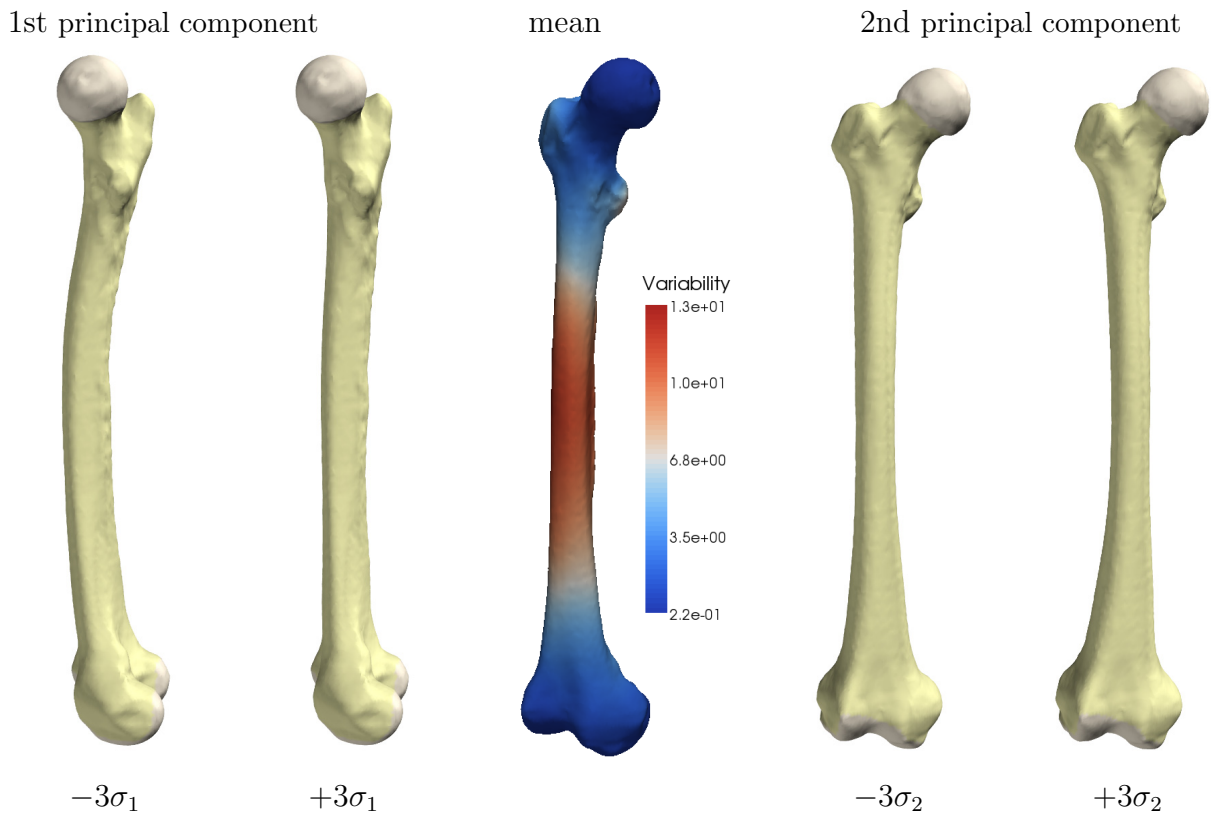 1st principal component
mean
2nd principal component
Variability
1.3e+01
1.0e+01
6.8e+00
3.5e+00
2.2e-01
−3σ₁
+3σ₁
−3σ₂
+3σ₂